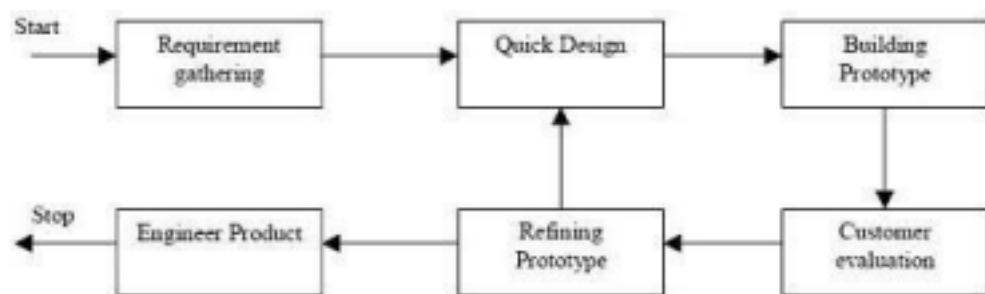 Start
Requirement
gathering
Quick Design
Building
Prototype
Stop
Engineer Product
Refining
Prototype
Customer
evaluation